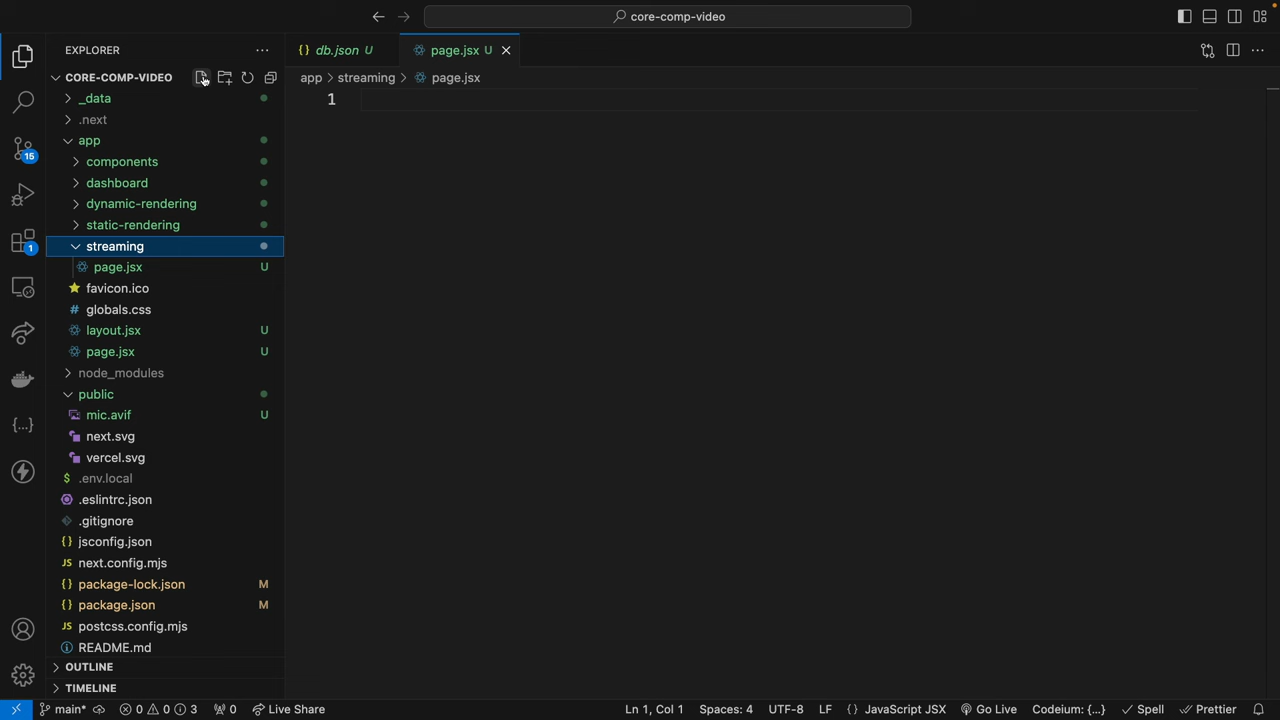 core-comp-video
EXPLORER
db.json U
page.jsx U
CORE-COMP-VIDEO
app > streaming > page.jsx
1
_data
.next
app
components
dashboard
dynamic-rendering
static-rendering
streaming
page.jsx U
favicon.ico
globals.css
layout.jsx U
page.jsx U
node_modules
public
mic.avif U
next.svg
vercel.svg
.env.local
.eslintrc.json
.gitignore
jsconfig.json
next.config.mjs
package-lock.json M
package.json M
postcss.config.mjs
README.md
OUTLINE
TIMELINE
15
1
main* 0 0 3 0 Live Share Ln 1, Col 1 Spaces: 4 UTF-8 LF {} JavaScript JSX Go Live Codeium: {...} Spell Prettier